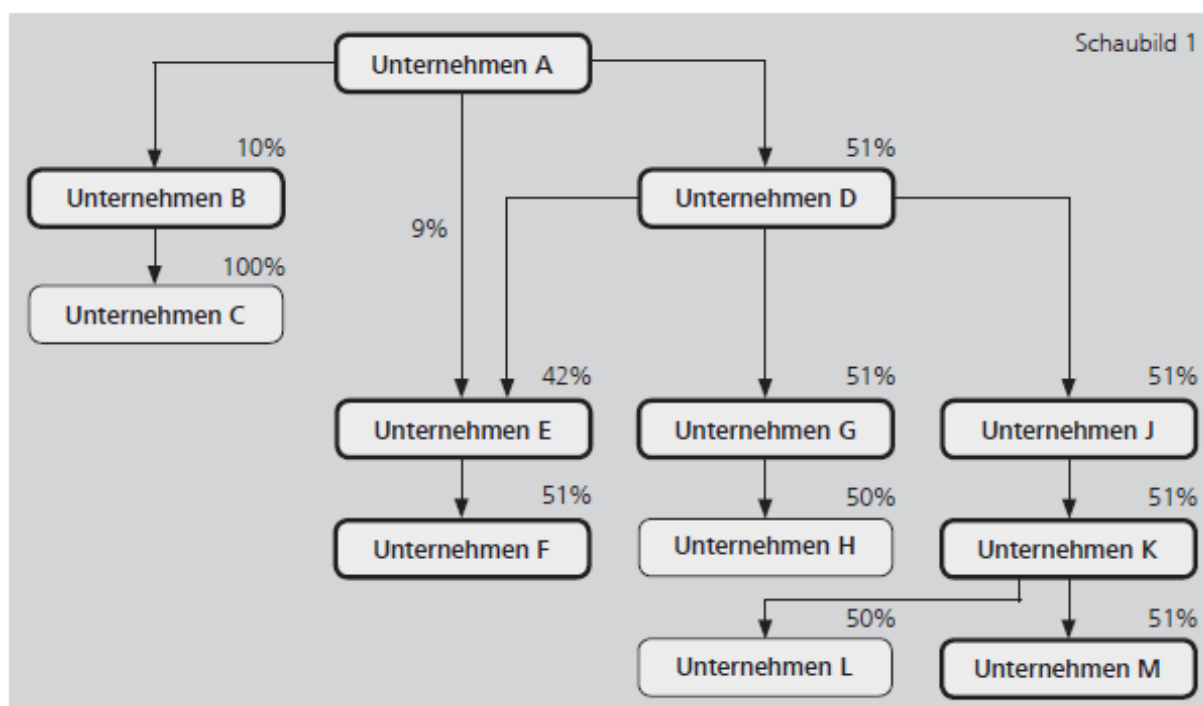 Schaubild 1
Unternehmen A
10%
51%
Unternehmen B
Unternehmen D
9%
100%
Unternehmen C
42%
51%
51%
Unternehmen E
Unternehmen G
Unternehmen J
51%
50%
51%
Unternehmen F
Unternehmen H
Unternehmen K
50%
51%
Unternehmen L
Unternehmen M